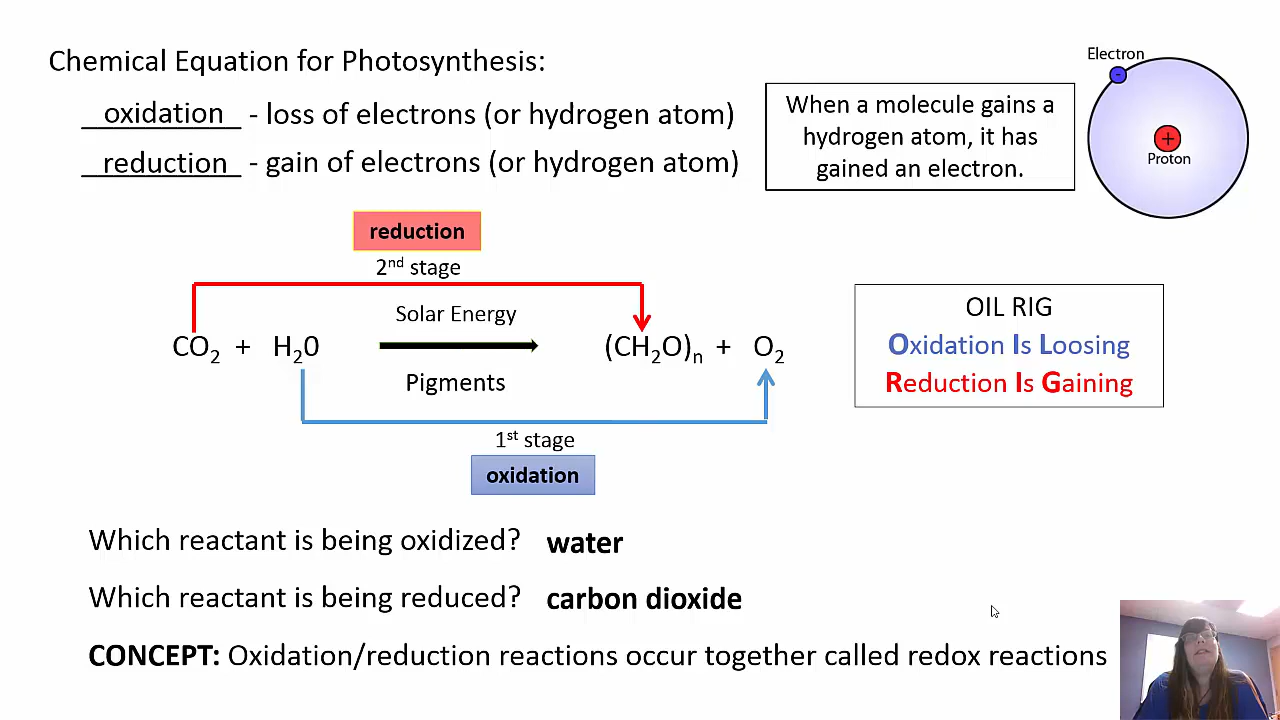 Chemical Equation for Photosynthesis:
oxidation - loss of electrons (or hydrogen atom)
reduction - gain of electrons (or hydrogen atom)
When a molecule gains a
hydrogen atom, it has
gained an electron.
Electron
-
+
Proton
reduction
2nd stage
Solar Energy
CO2 + H20 (CH2O)n + O2
Pigments
1st stage
oxidation
OIL RIG
Oxidation Is Loosing
Reduction Is Gaining
Which reactant is being oxidized? water
Which reactant is being reduced? carbon dioxide
CONCEPT: Oxidation/reduction reactions occur together called redox reactions